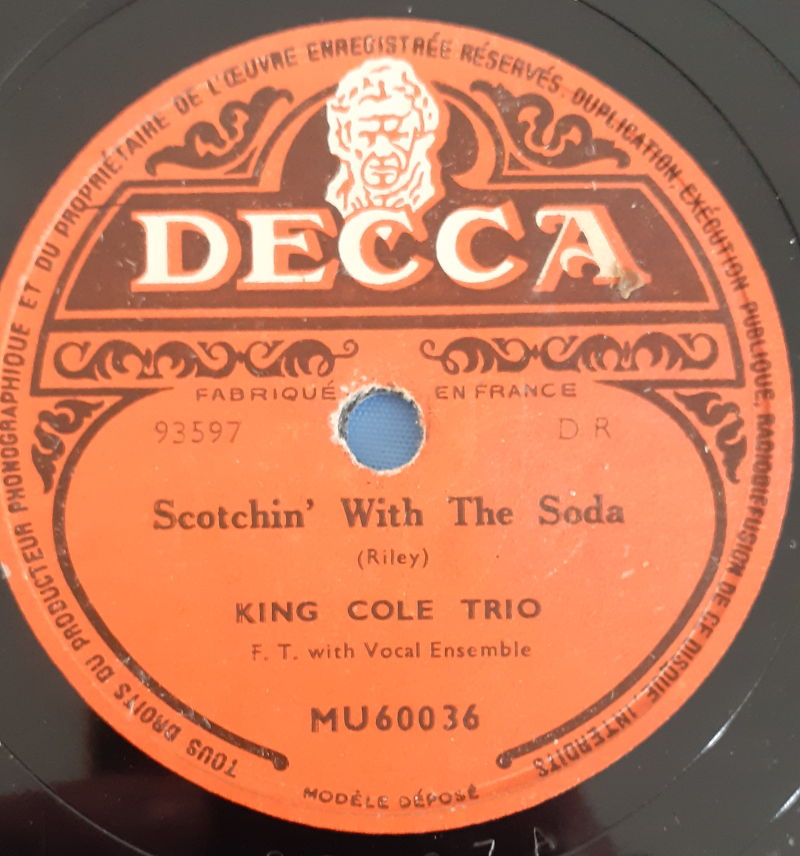 TOUS DROITS DU PRODUCTEUR PHONOGRAPHIQUE ET DU PROPRIÉTAIRE DE L'ŒUVRE ENREGISTRÉE RÉSERVÉS. DUPLICATION, EXÉCUTION PUBLIQUE, RADIODIFFUSION DE CE DISQUE, INTERDITS
DECCA
FABRIQUÉ EN FRANCE
93597 DR
Scotchin' With The Soda
(Riley)
KING COLE TRIO
F. T. with Vocal Ensemble
MU60036
MODÈLE DÉPOSÉ